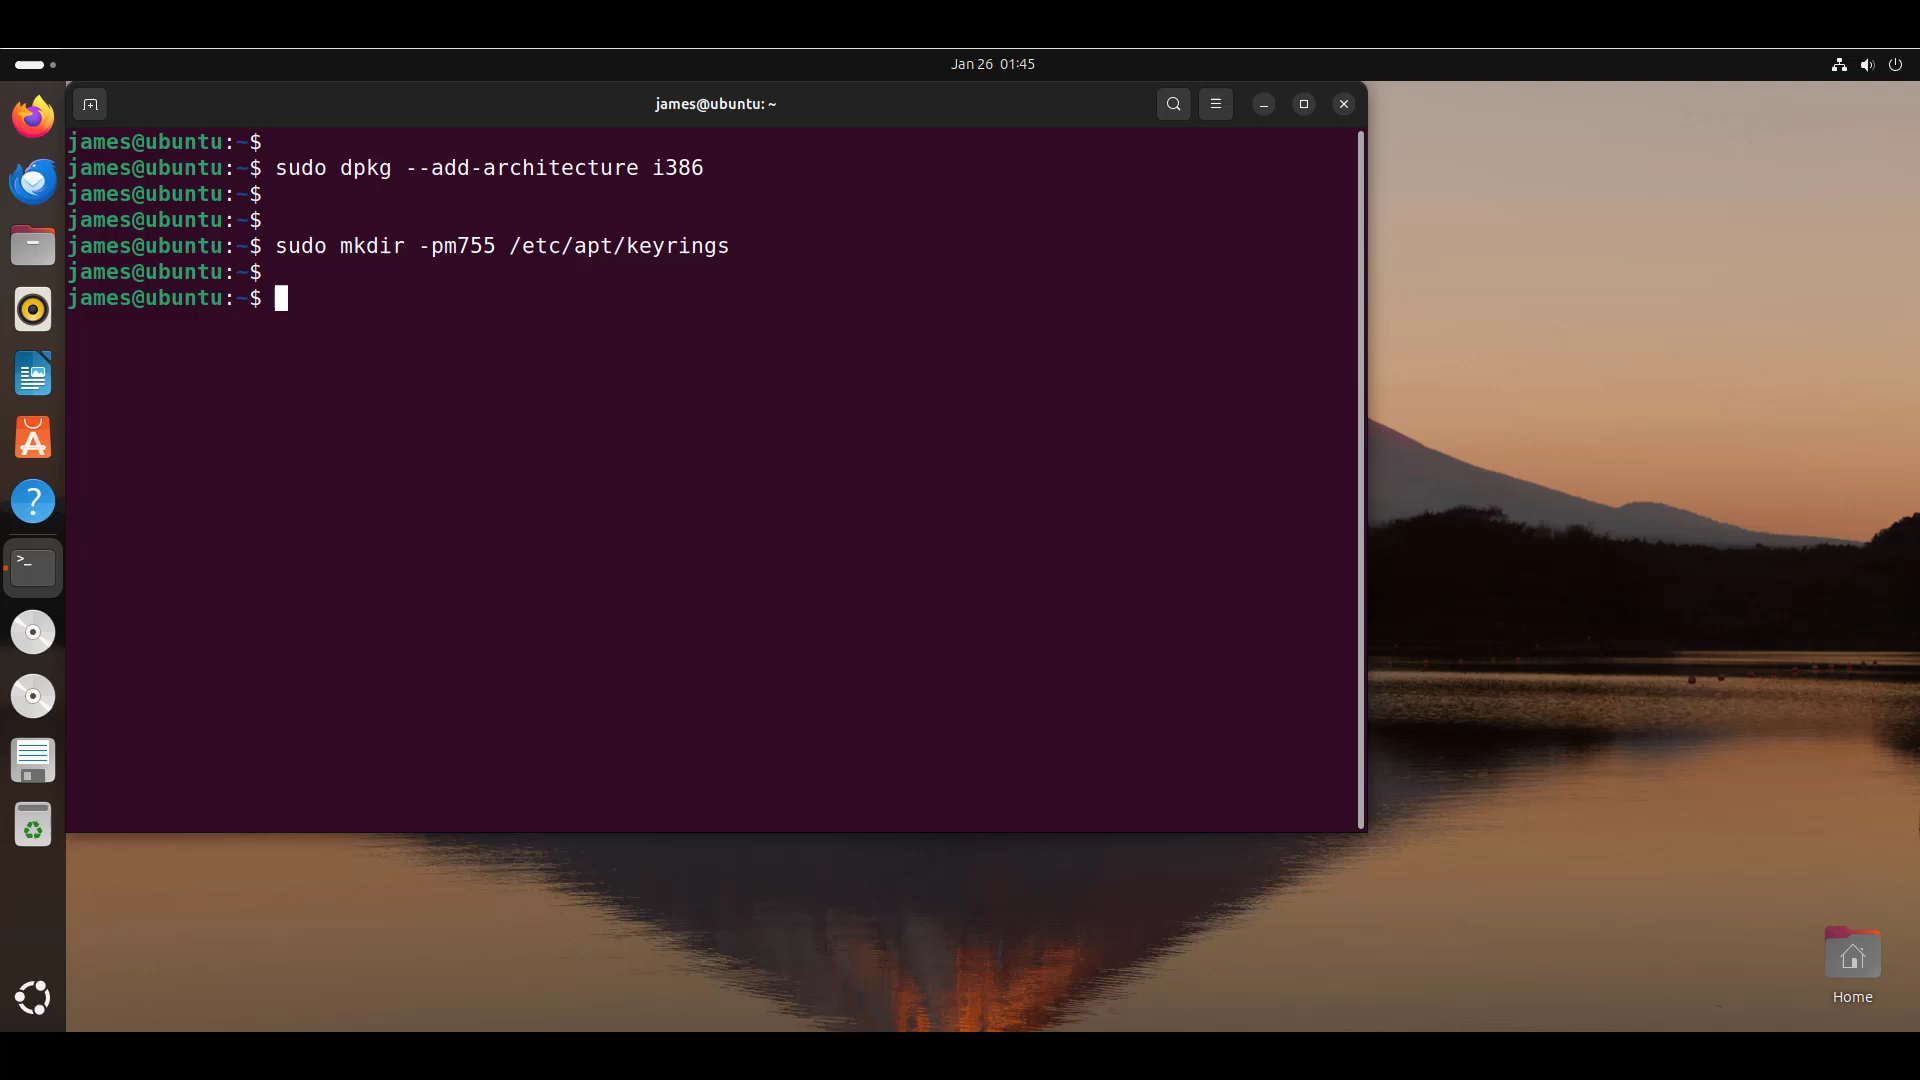 Jan 26 01:45
james@ubuntu: ~
james@ubuntu:~$
james@ubuntu:~$ sudo dpkg --add-architecture i386
james@ubuntu:~$
james@ubuntu:~$
james@ubuntu:~$ sudo mkdir -pm755 /etc/apt/keyrings
james@ubuntu:~$
james@ubuntu:~$
Home